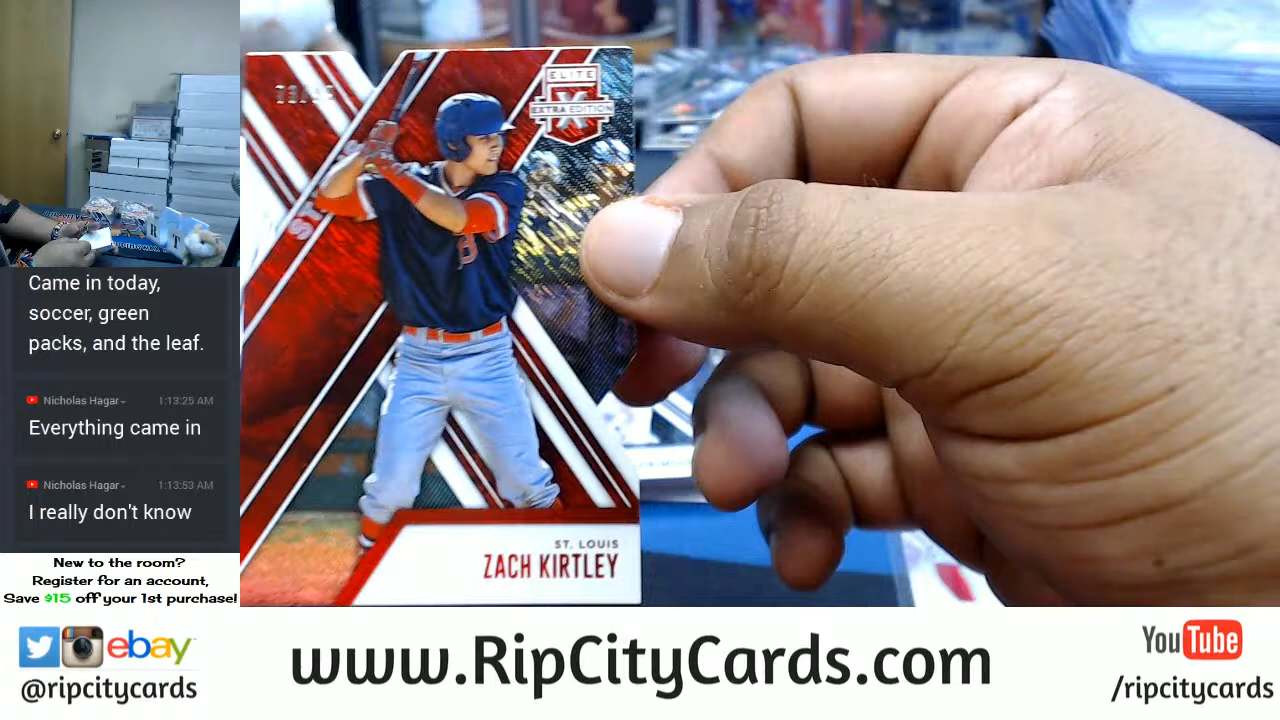 Came in today,
soccer, green
packs, and the leaf.
Nicholas Hagar
1:13:25 AM
Everything came in
Nicholas Hagar
1:13:53 AM
I really don't know
New to the room?
Register for an account,
Save $15 off your 1st purchase!
ELITE
EXTRA EDITION
B
ST. LOUIS
ZACH KIRTLEY
ebay
@ripcitycards
www.RipCityCards.com
YouTube
/ripcitycards